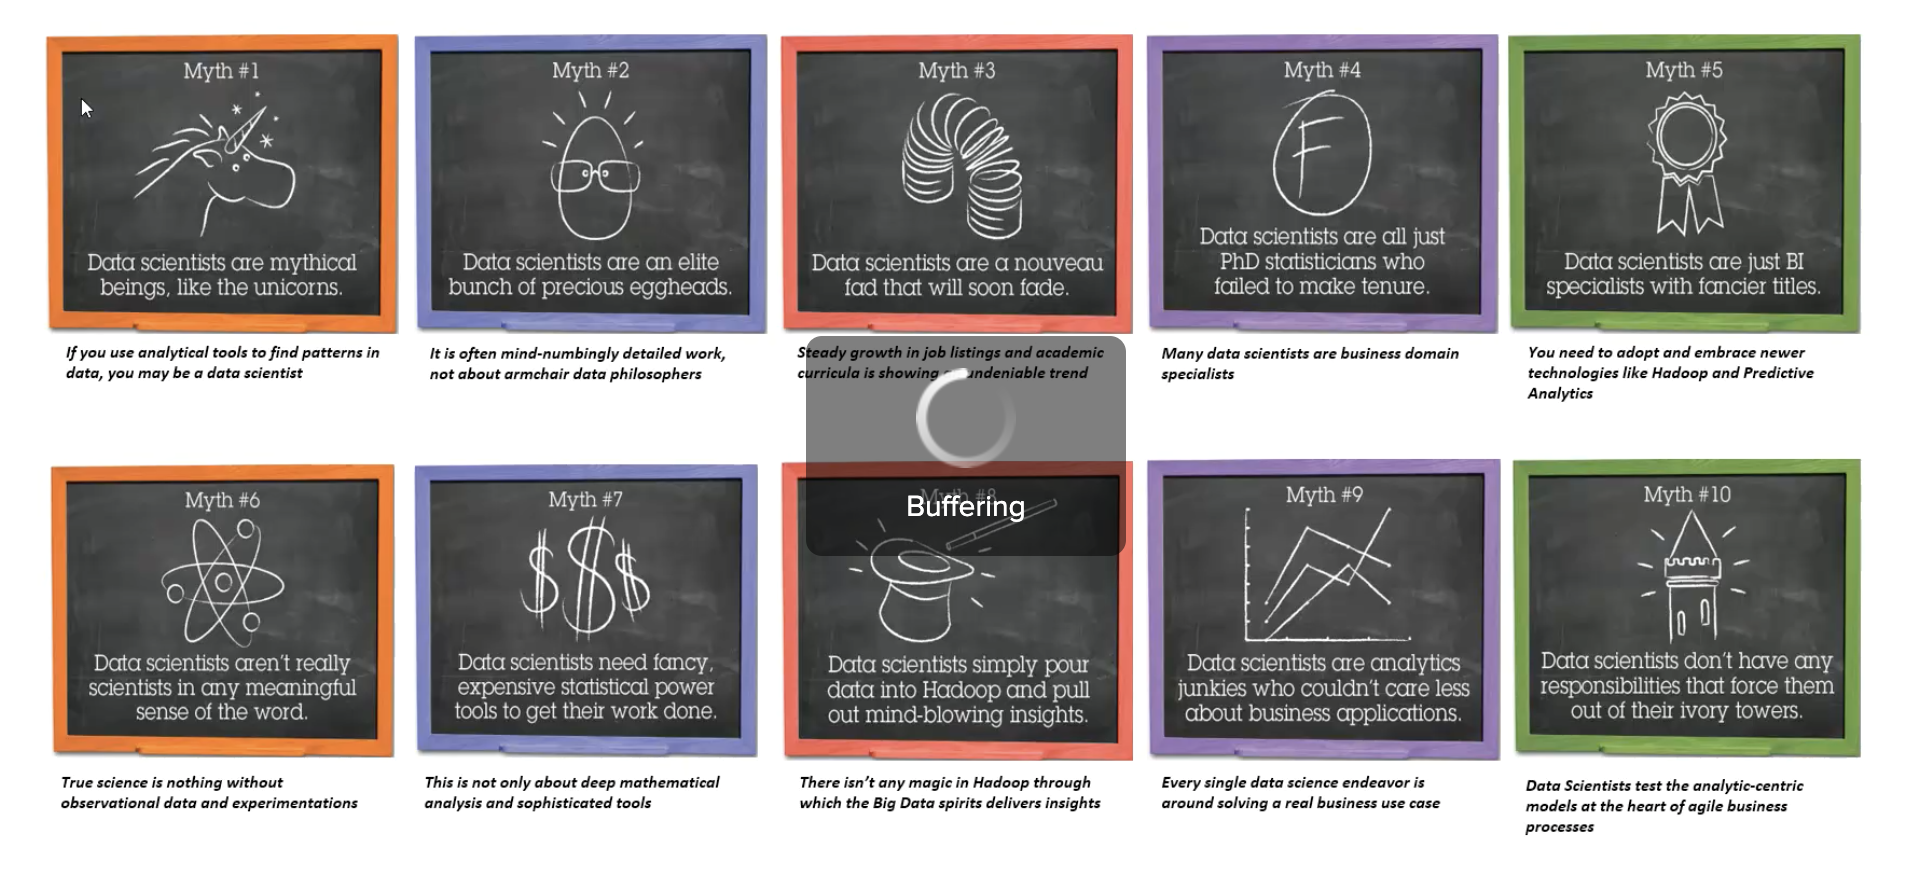 Myth #1
Data scientists are mythical
beings, like the unicorns.
If you use analytical tools to find patterns in
data, you may be a data scientist
Myth #2
Data scientists are an elite
bunch of precious eggheads.
It is often mind-numbingly detailed work,
not about armchair data philosophers
Myth #3
Data scientists are a nouveau
fad that will soon fade.
Steady growth in job listings and academic
curricula is showing undeniable trend
Myth #4
F
Data scientists are all just
PhD statisticians who
failed to make tenure.
Many data scientists are business domain
specialists
Myth #5
Data scientists are just BI
specialists with fancier titles.
You need to adopt and embrace newer
technologies like Hadoop and Predictive
Analytics
Myth #6
Data scientists aren't really
scientists in any meaningful
sense of the word.
True science is nothing without
observational data and experimentations
Myth #7
$ $ $
Data scientists need fancy,
expensive statistical power
tools to get their work done.
This is not only about deep mathematical
analysis and sophisticated tools
Myth #8
Buffering
Data scientists simply pour
data into Hadoop and pull
out mind-blowing insights.
There isn't any magic in Hadoop through
which the Big Data spirits delivers insights
Myth #9
Data scientists are analytics
junkies who couldn't care less
about business applications.
Every single data science endeavor is
around solving a real business use case
Myth #10
Data scientists don't have any
responsibilities that force them
out of their ivory towers.
Data Scientists test the analytic-centric
models at the heart of agile business
processes